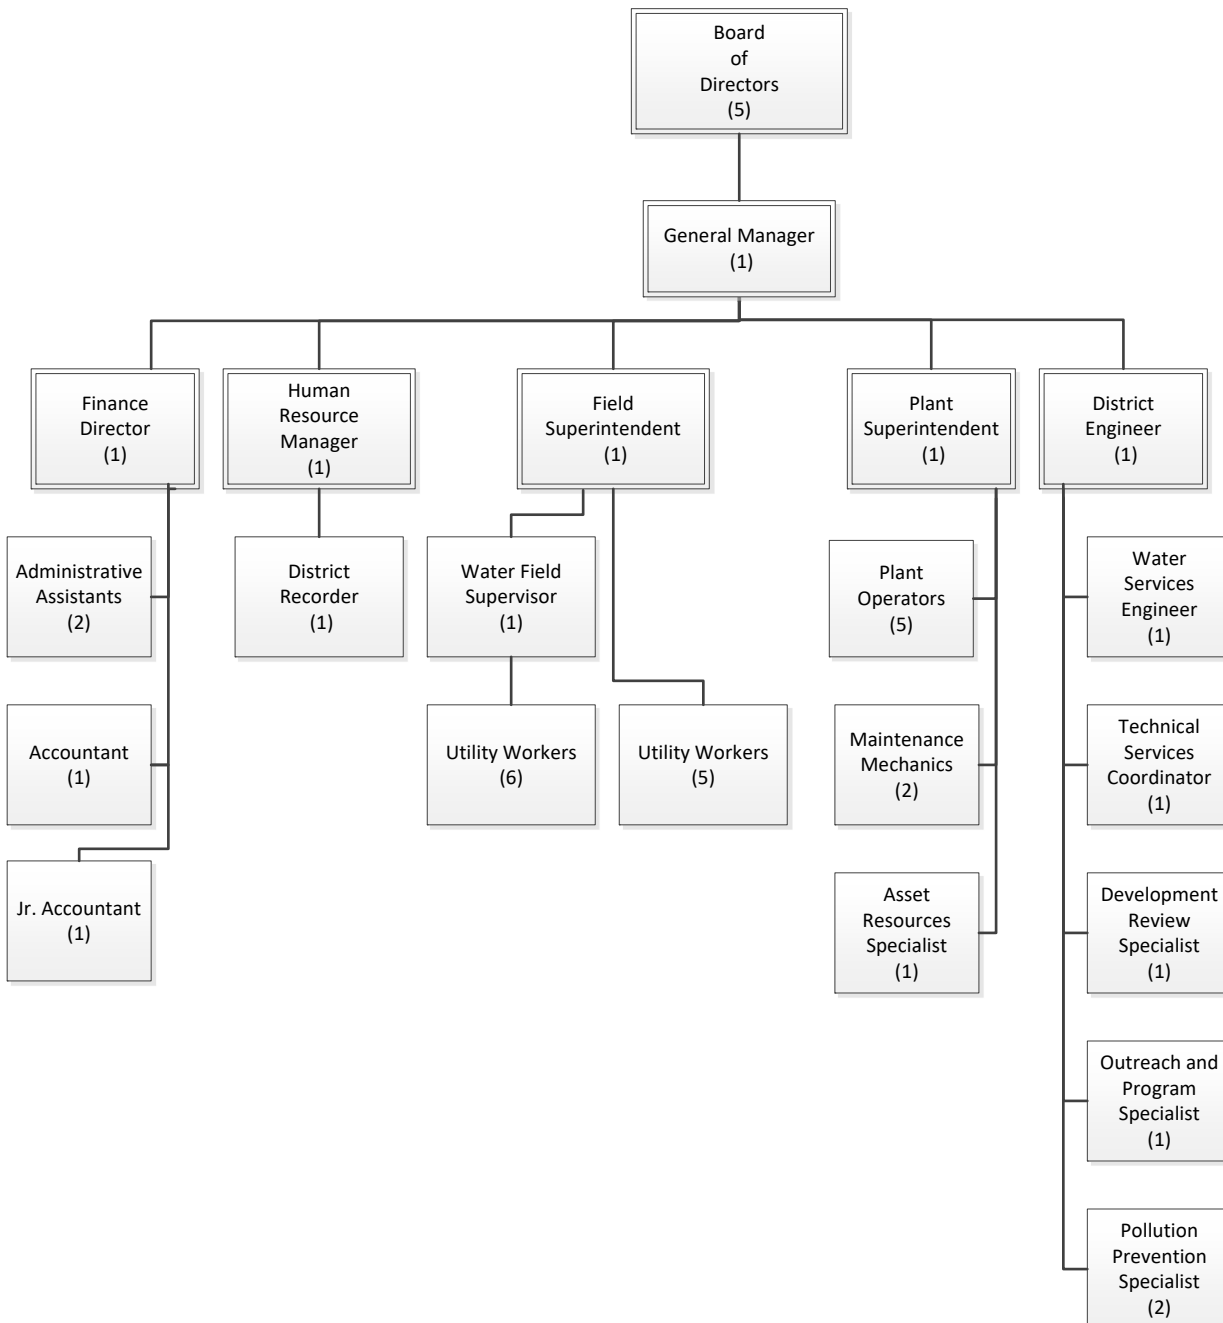 Board
of
Directors
(5)
General Manager
(1)
Finance
Director
(1)
Human
Resource
Manager
(1)
Field
Superintendent
(1)
Plant
Superintendent
(1)
District
Engineer
(1)
Administrative
Assistants
(2)
District
Recorder
(1)
Water Field
Supervisor
(1)
Plant
Operators
(5)
Water
Services
Engineer
(1)
Accountant
(1)
Utility Workers
(6)
Utility Workers
(5)
Maintenance
Mechanics
(2)
Technical
Services
Coordinator
(1)
Jr. Accountant
(1)
Asset
Resources
Specialist
(1)
Development
Review
Specialist
(1)
Outreach and
Program
Specialist
(1)
Pollution
Prevention
Specialist
(2)